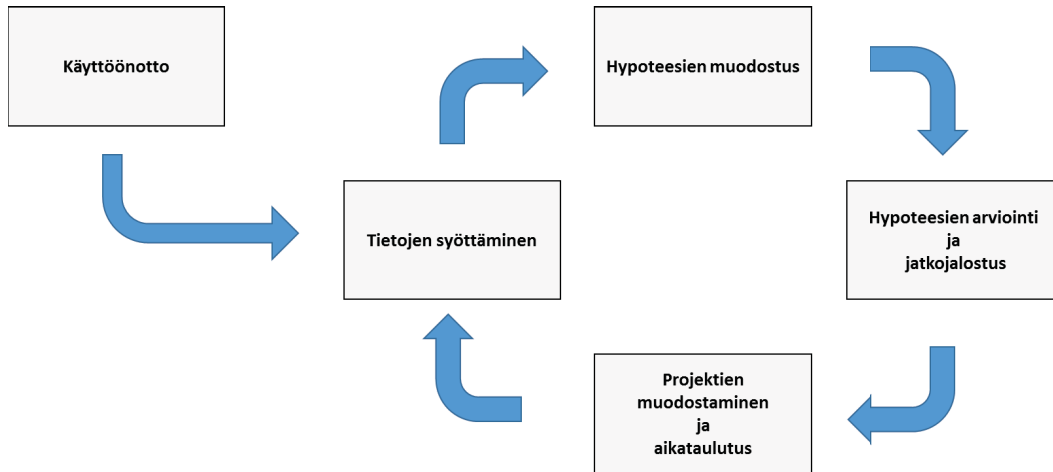 Käyttöönotto
Hypoteesien muodostus
Tietojen syöttäminen
Hypoteesien arviointi
ja
jatkojalostus
Projektien
muodostaminen
ja
aikataulutus